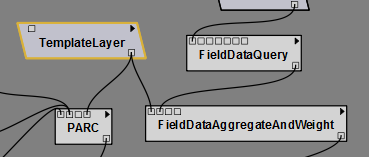 TemplateLayer
FieldDataQuery
PARC
FieldDataAggregateAndWeight